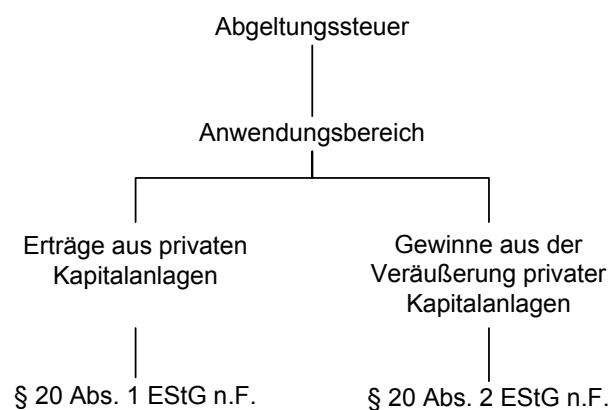 Abgeltungssteuer
Anwendungsbereich
Erträge aus privaten
Kapitalanlagen
Gewinne aus der
Veräußerung privater
Kapitalanlagen
§ 20 Abs. 1 EStG n.F.
§ 20 Abs. 2 EStG n.F.